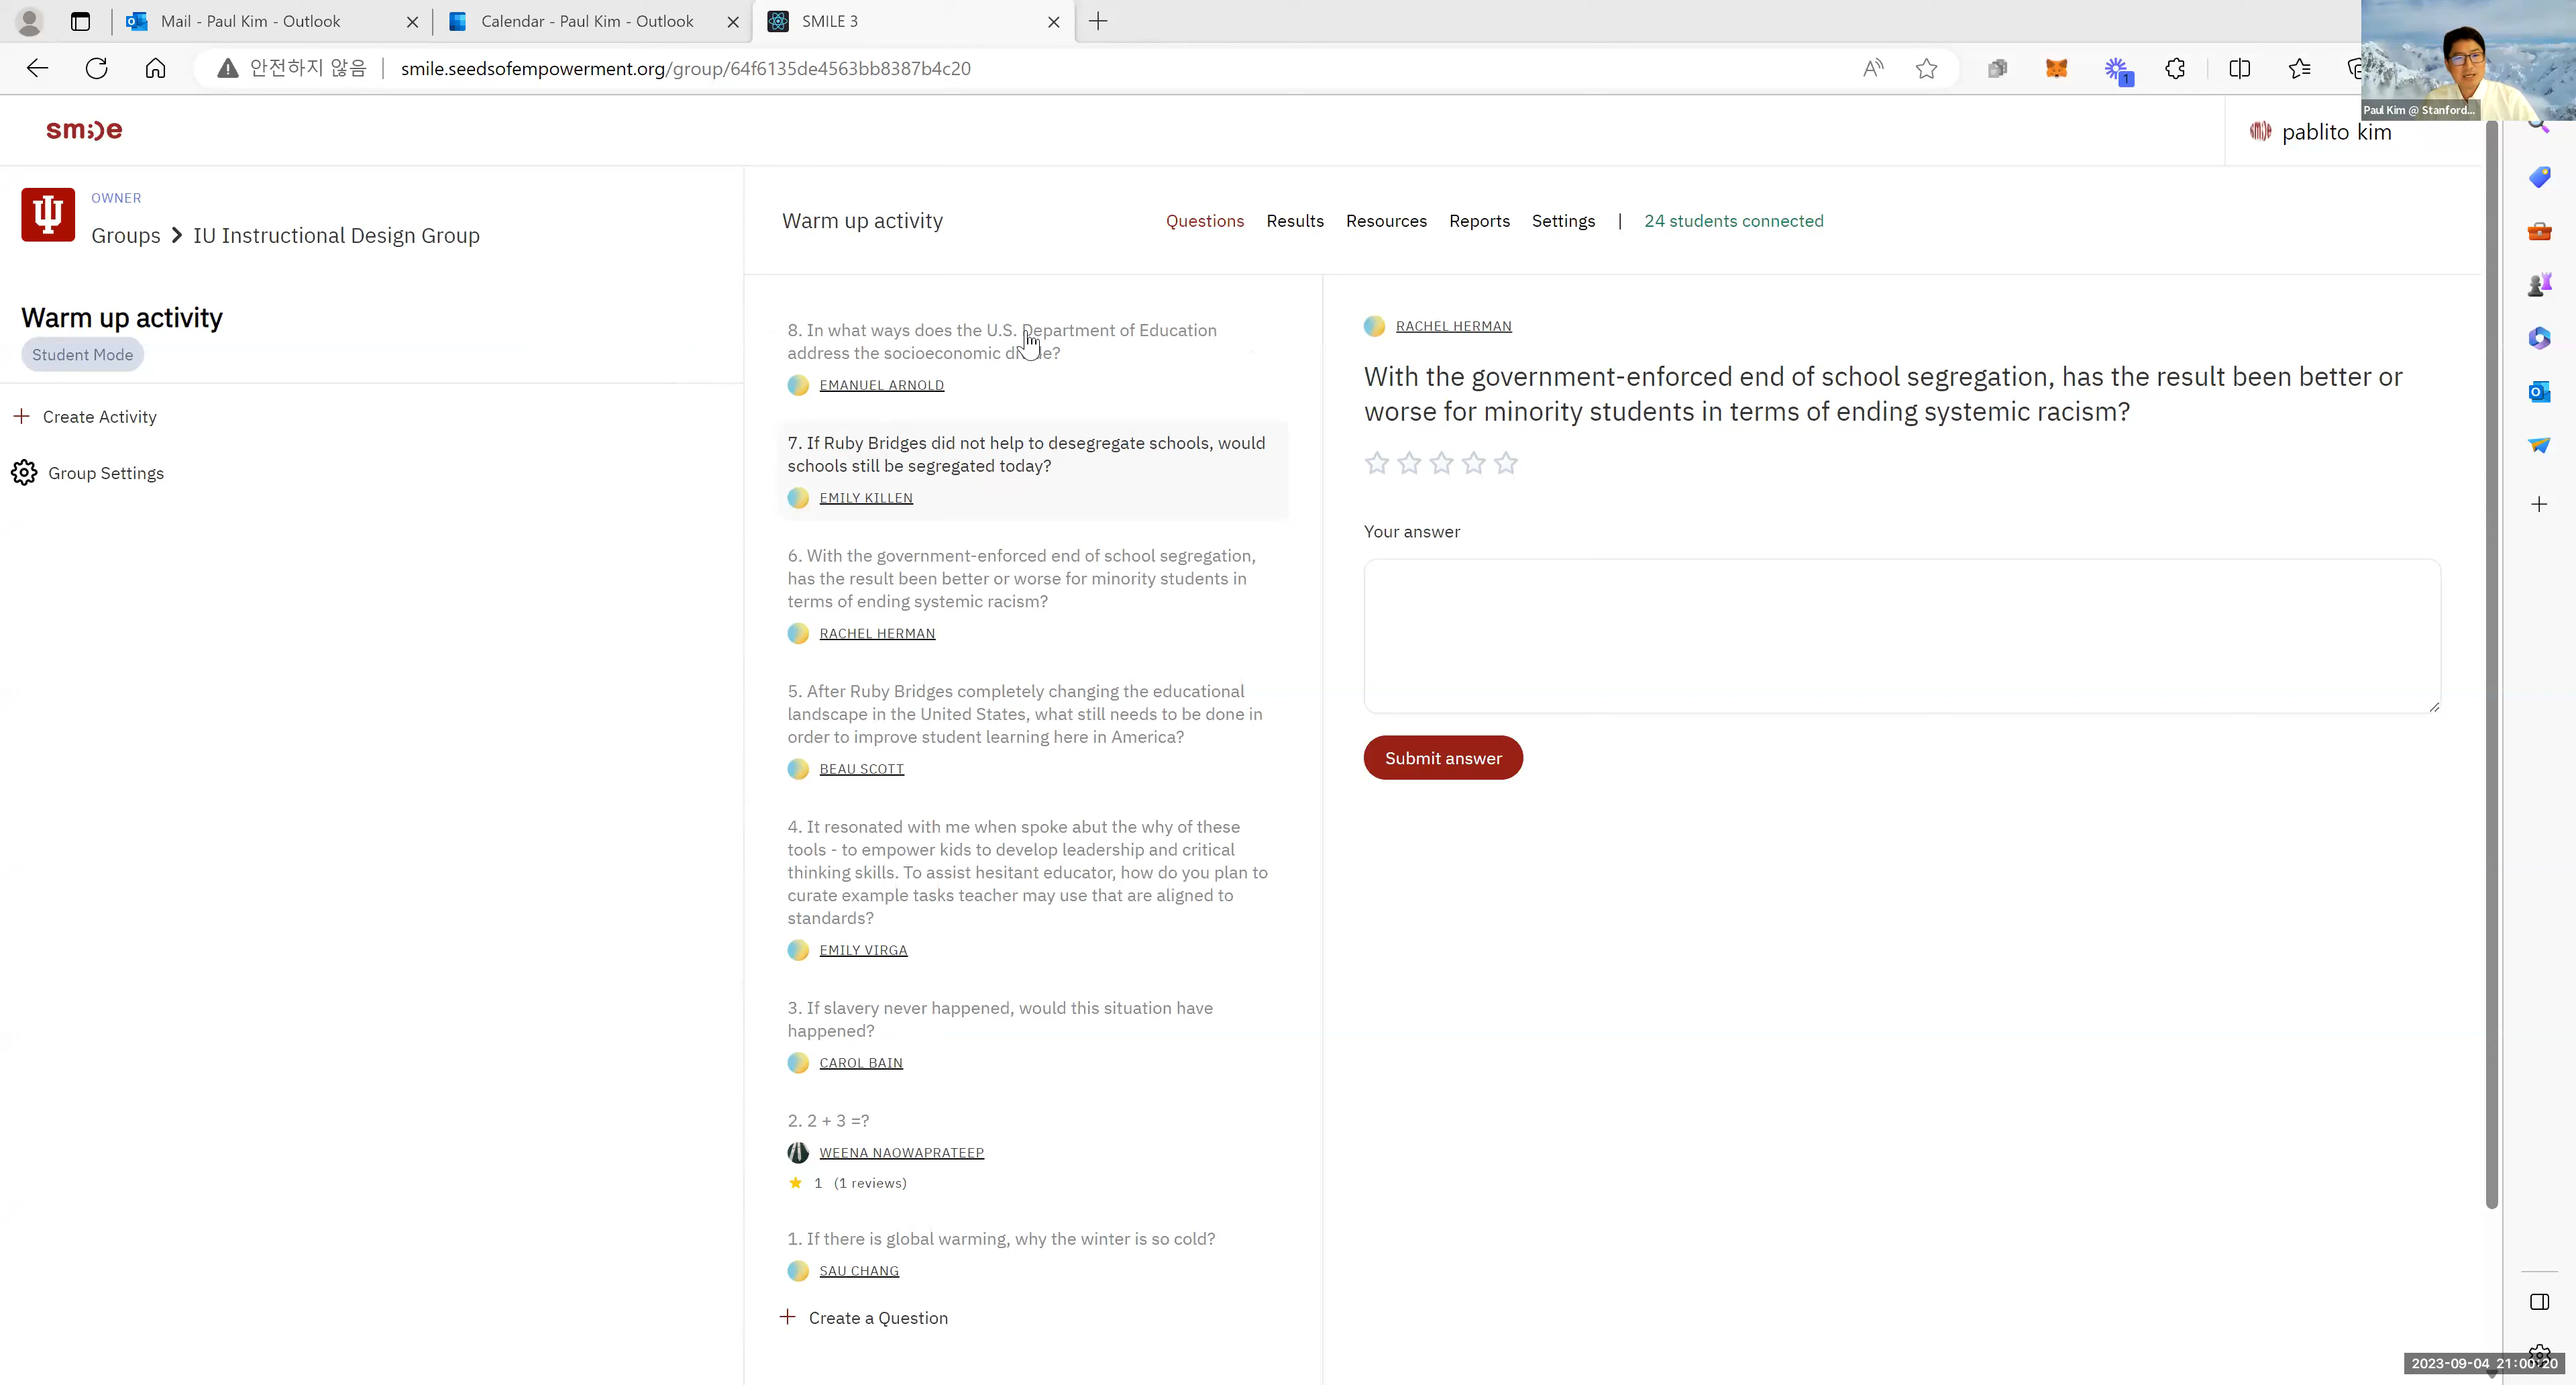 Mail - Paul Kim - Outlook
Calendar - Paul Kim - Outlook
SMILE 3
안전하지 않음
smile.seedsofempowerment.org/group/64f6135de4563bb8387b4c20
1
Paul Kim @ Stanford...
smile
pablito kim
OWNER
Groups > IU Instructional Design Group
Warm up activity
Student Mode
+ Create Activity
Group Settings
Warm up activity
Questions Results Resources Reports Settings | 24 students connected
8. In what ways does the U.S. Department of Education
address the socioeconomic
EMANUEL ARNOLD
7. If Ruby Bridges did not help to desegregate schools, would
schools still be segregated today?
EMILY KILLEN
6. With the government-enforced end of school segregation,
has the result been better or worse for minority students in
terms of ending systemic racism?
RACHEL HERMAN
5. After Ruby Bridges completely changing the educational
landscape in the United States, what still needs to be done in
order to improve student learning here in America?
BEAU SCOTT
4. It resonated with me when spoke abut the why of these
tools - to empower kids to develop leadership and critical
thinking skills. To assist hesitant educator, how do you plan to
curate example tasks teacher may use that are aligned to
standards?
EMILY VIRGA
3. If slavery never happened, would this situation have
happened?
CAROL BAIN
2. 2 + 3 =?
WEENA NAOWAPRATEEP
1 (1 reviews)
1. If there is global warming, why the winter is so cold?
SAU CHANG
+ Create a Question
RACHEL HERMAN
With the government-enforced end of school segregation, has the result been better or
worse for minority students in terms of ending systemic racism?
Your answer
Submit answer
2023-09-04 21:00:20